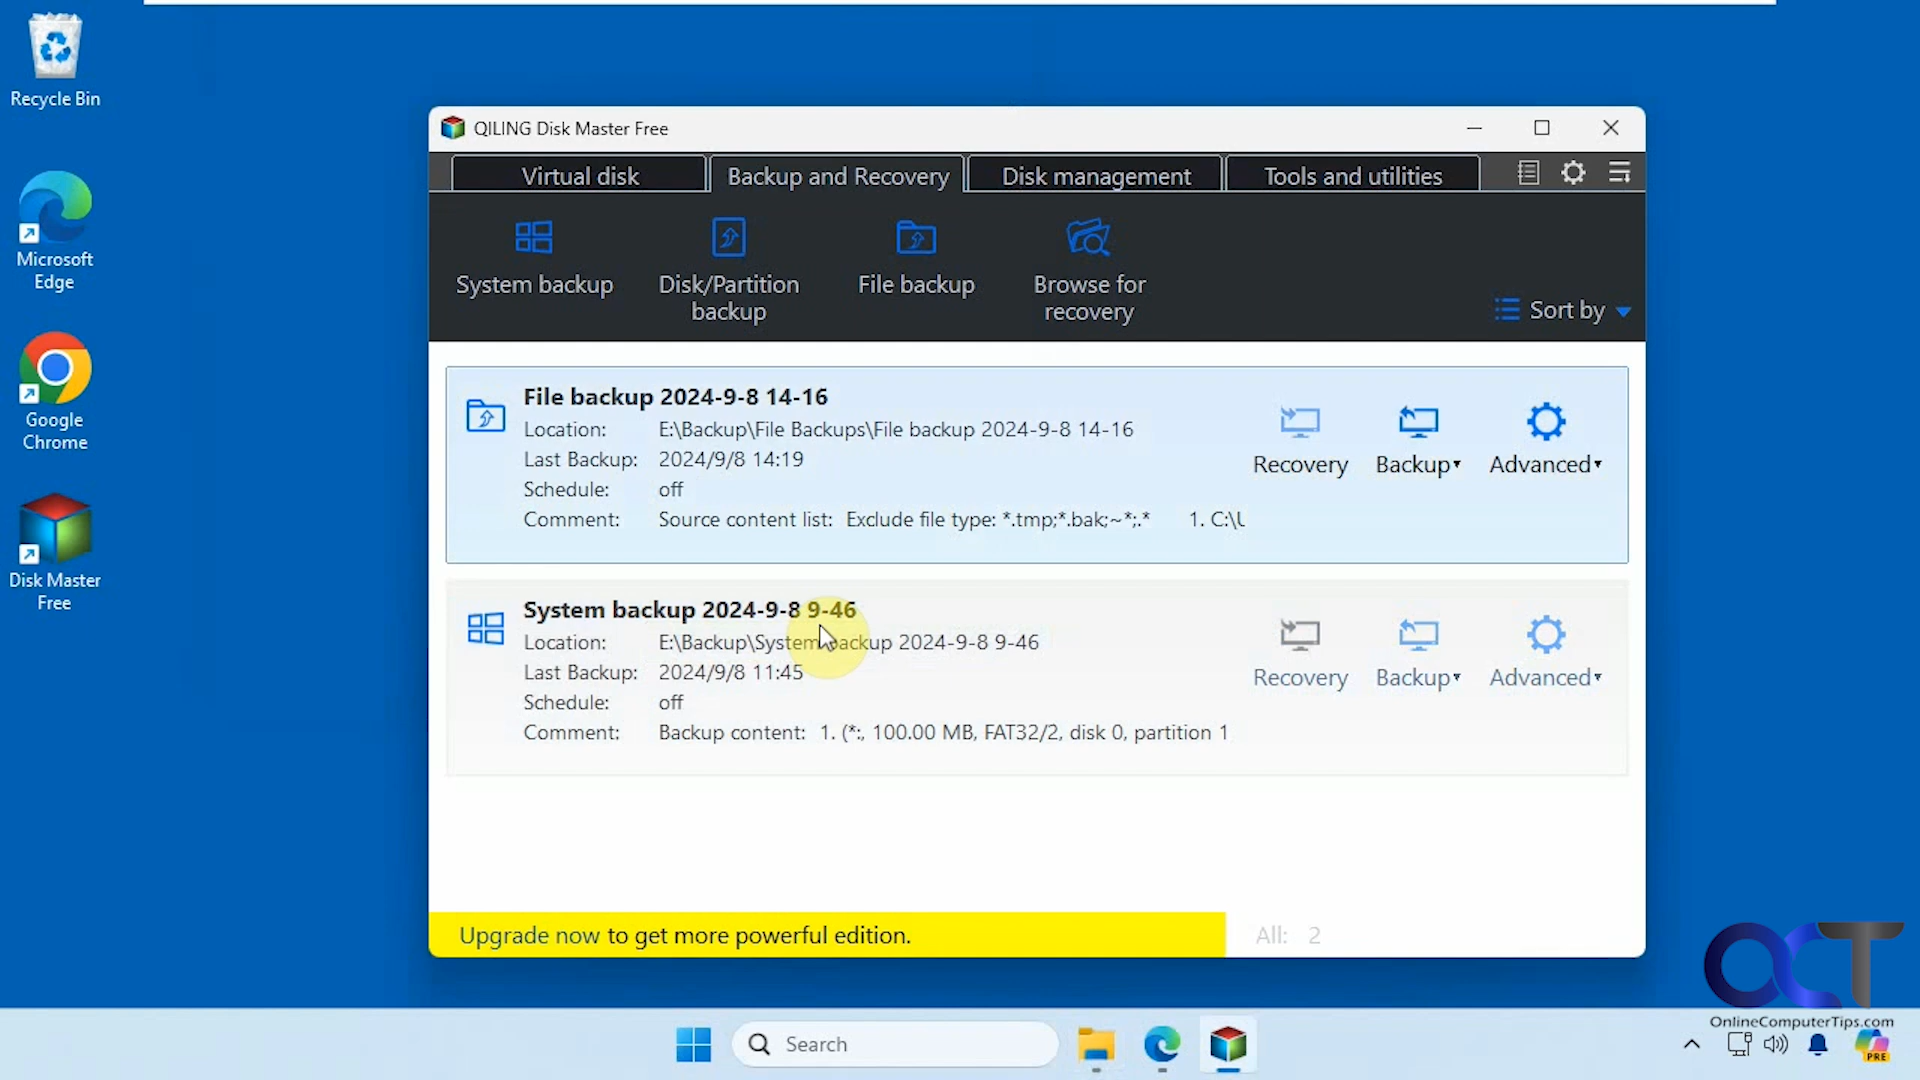 Recycle Bin
Microsoft
Edge
Google
Chrome
Disk Master
Free
QILING Disk Master Free
Virtual disk
Backup and Recovery
Disk management
Tools and utilities
System backup
Disk/Partition
backup
File backup
Browse for
recovery
Sort by
File backup 2024-9-8 14-16
Location: E:\Backup\File Backups\File backup 2024-9-8 14-16
Last Backup: 2024/9/8 14:19
Schedule: off
Comment: Source content list: Exclude file type: *.tmp;*.bak;~*;.* 1. C:\U
Recovery
Backup
Advanced
System backup 2024-9-8 9-46
Location: E:\Backup\System backup 2024-9-8 9-46
Last Backup: 2024/9/8 11:45
Schedule: off
Comment: Backup content: 1. (*:, 100.00 MB, FAT32/2, disk 0, partition 1
Recovery
Backup
Advanced
Upgrade now to get more powerful edition.
All: 2
OCT
OnlineComputerTips.com
Search
PRE